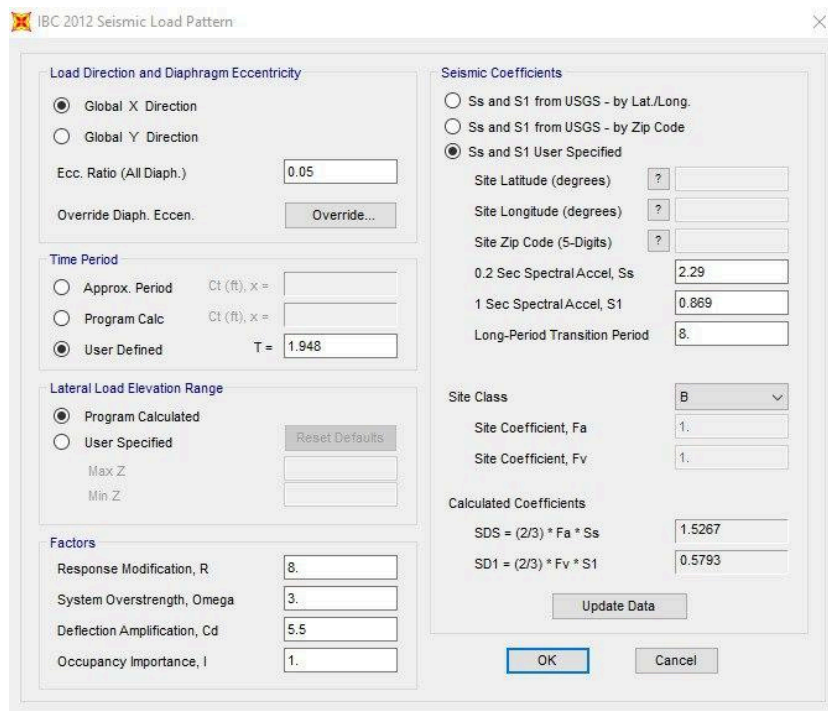 IBC 2012 Seismic Load Pattern
Load Direction and Diaphragm Eccentricity
Global X Direction
Global Y Direction
Ecc. Ratio (All Diaph.) 0.05
Override Diaph. Eccen. Override...
Time Period
Approx. Period Ct (ft), x =
Program Calc Ct (ft), x =
User Defined T = 1.948
Lateral Load Elevation Range
Program Calculated
User Specified Reset Defaults
Max Z
Min Z
Factors
Response Modification, R 8.
System Overstrength, Omega 3.
Deflection Amplification, Cd 5.5
Occupancy Importance, I 1.
Seismic Coefficients
Ss and S1 from USGS - by Lat./Long.
Ss and S1 from USGS - by Zip Code
Ss and S1 User Specified
Site Latitude (degrees) ?
Site Longitude (degrees) ?
Site Zip Code (5-Digits) ?
0.2 Sec Spectral Accel, Ss 2.29
1 Sec Spectral Accel, S1 0.869
Long-Period Transition Period 8.
Site Class B
Site Coefficient, Fa 1.
Site Coefficient, Fv 1.
Calculated Coefficients
SDS = (2/3) * Fa * Ss 1.5267
SD1 = (2/3) * Fv * S1 0.5793
Update Data
OK Cancel